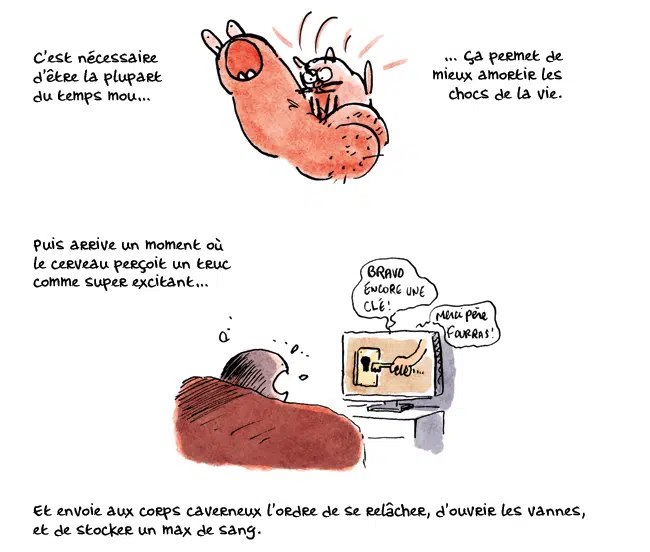 C'est nécessaire
d'être la plupart
du temps mou...
... Ça permet de
mieux amortir les
chocs de la vie.
Puis arrive un moment où
le cerveau perçoit un truc
comme super excitant...
BRAVO
ENCORE UNE
CLÉ!
Merci père
FOURRAS!
Et envoie aux corps caverneux l'ordre de se relâcher, d'ouvrir les vannes,
et de stocker un max de sang.